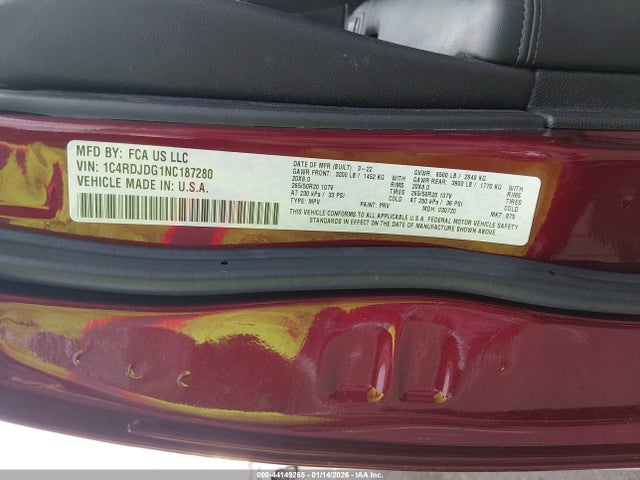 MFD BY: FCA US LLC
VIN: 1C4RDJDG1NC187280
VEHICLE MADE IN: U.S.A.
DATE OF MFR (BUILT) 3-22
GAWR FRONT: 3200 LB / 1452 KG WITH
20X8.0 RIMS
265/50R20 107V TIRES
AT 230 kPa / 33 PSI COLD
TYPE: MPV PAINT: PRV
GVWR: 6500 LB / 2949 KG
GAWR REAR: 3900 LB / 1770 KG WITH
20X8.0 RIMS
265/50R20 107V TIRES
AT 250 kPa / 36 PSI COLD
MDH: 030720 MKT: 875
THIS VEHICLE CONFORMS TO ALL APPLICABLE U.S.A. FEDERAL MOTOR VEHICLE SAFETY
STANDARDS IN EFFECT ON THE DATE OF MANUFACTURE SHOWN ABOVE.
000-44149265 - 01/14/2026 - IAA Inc.